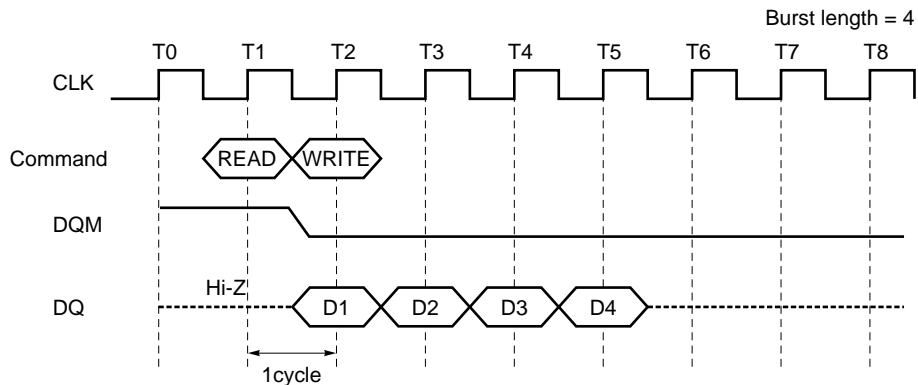 Burst length = 4
T0 T1 T2 T3 T4 T5 T6 T7 T8
CLK
Command READ WRITE
DQM
Hi-Z
DQ D1 D2 D3 D4
1cycle